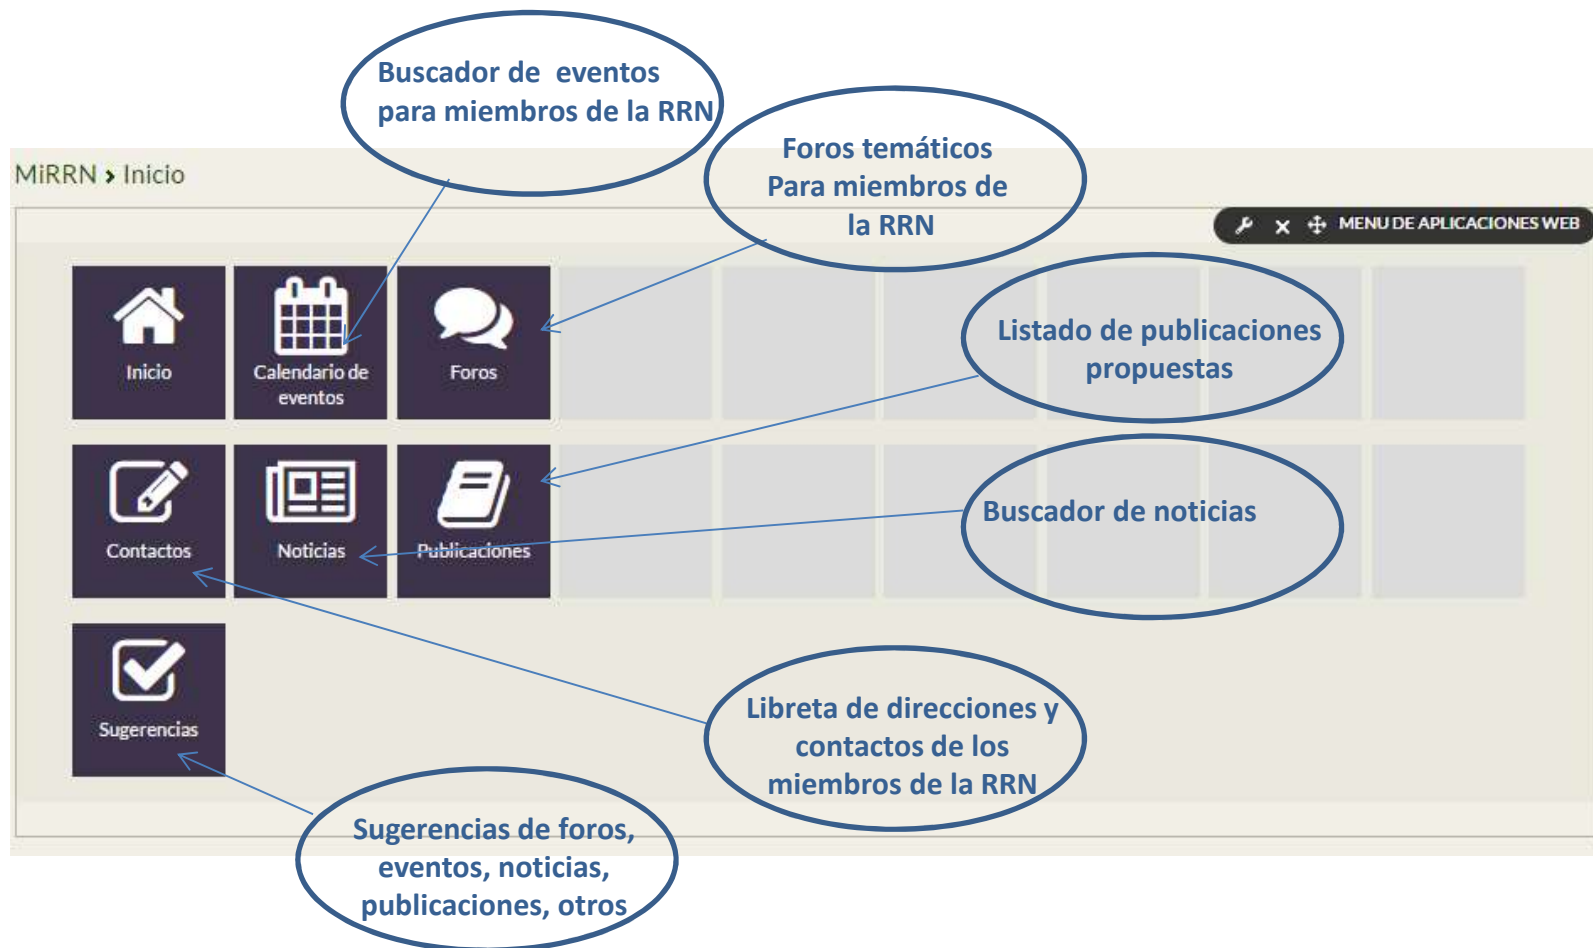 Buscador de eventos
para miembros de la RRN
Foros temáticos
Para miembros de
la RRN
MiRRN > Inicio
MENU DE APLICACIONES WEB
Inicio
Calendario de
eventos
Foros
Listado de publicaciones
propuestas
Contactos
Noticias
Publicaciones
Buscador de noticias
Sugerencias
Libreta de direcciones y
contactos de los
miembros de la RRN
Sugerencias de foros,
eventos, noticias,
publicaciones, otros